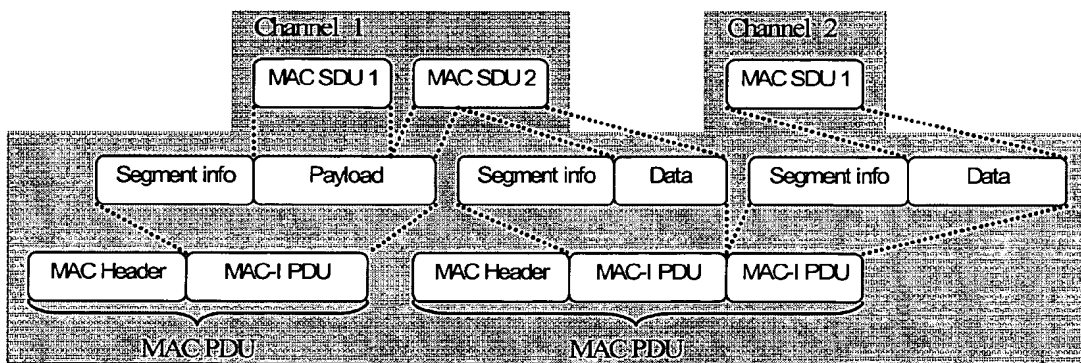 Channel 1
Channel 2
MAC SDU 1
MAC SDU 2
MAC SDU 1
Segment info
Payload
Segment info
Data
Segment info
Data
MAC Header
MAC-I PDU
MAC Header
MAC-I PDU
MAC-I PDU
MAC PDU
MAC PDU